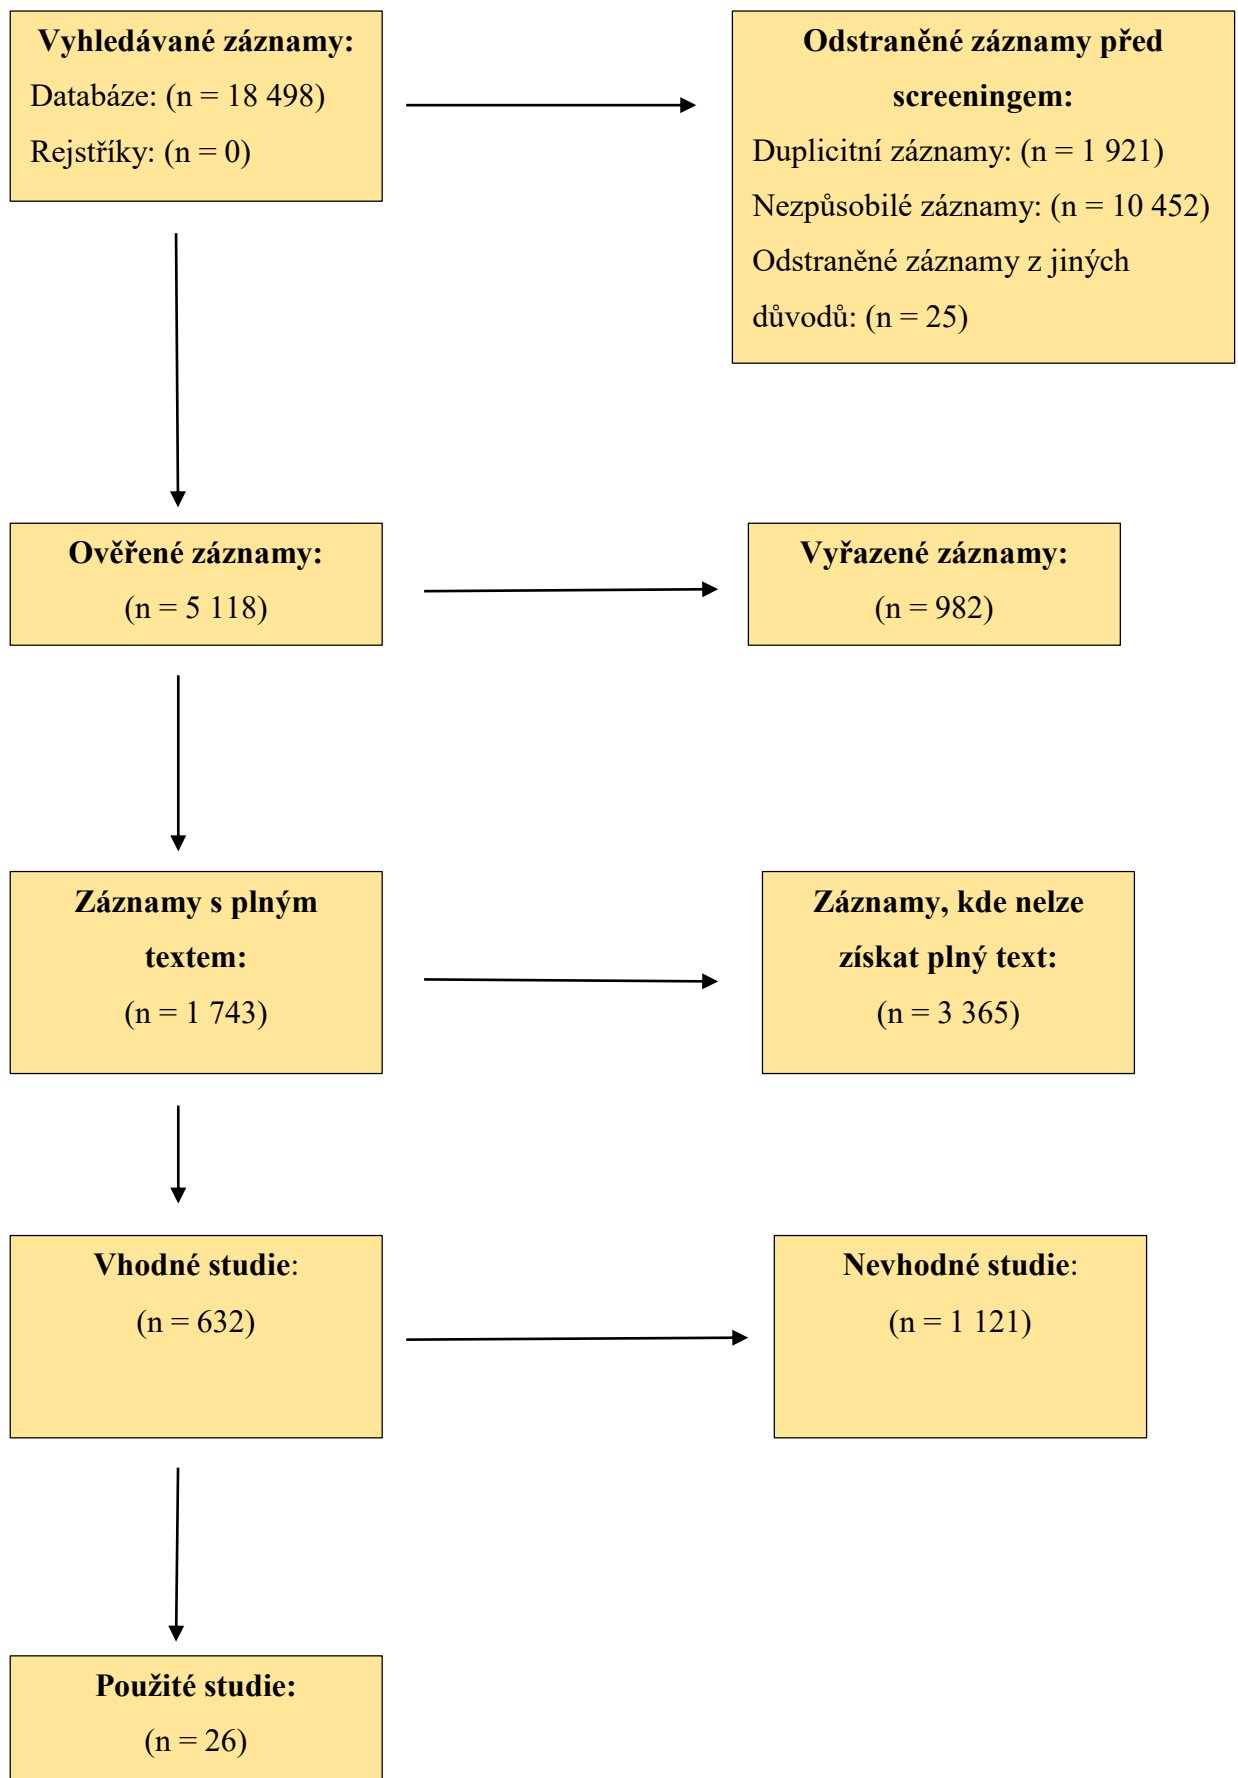 Vyhledávané záznamy:
Databáze: (n = 18 498)
Rejstříky: (n = 0)
Odstraněné záznamy před
screeningem:
Duplicitní záznamy: (n = 1 921)
Nezpůsobilé záznamy: (n = 10 452)
Odstraněné záznamy z jiných
důvodů: (n = 25)
Ověřené záznamy:
(n = 5 118)
Vyřazené záznamy:
(n = 982)
Záznamy s plným
textem:
(n = 1 743)
Záznamy, kde nelze
získat plný text:
(n = 3 365)
Vhodné studie:
(n = 632)
Nevhodné studie:
(n = 1 121)
Použité studie:
(n = 26)